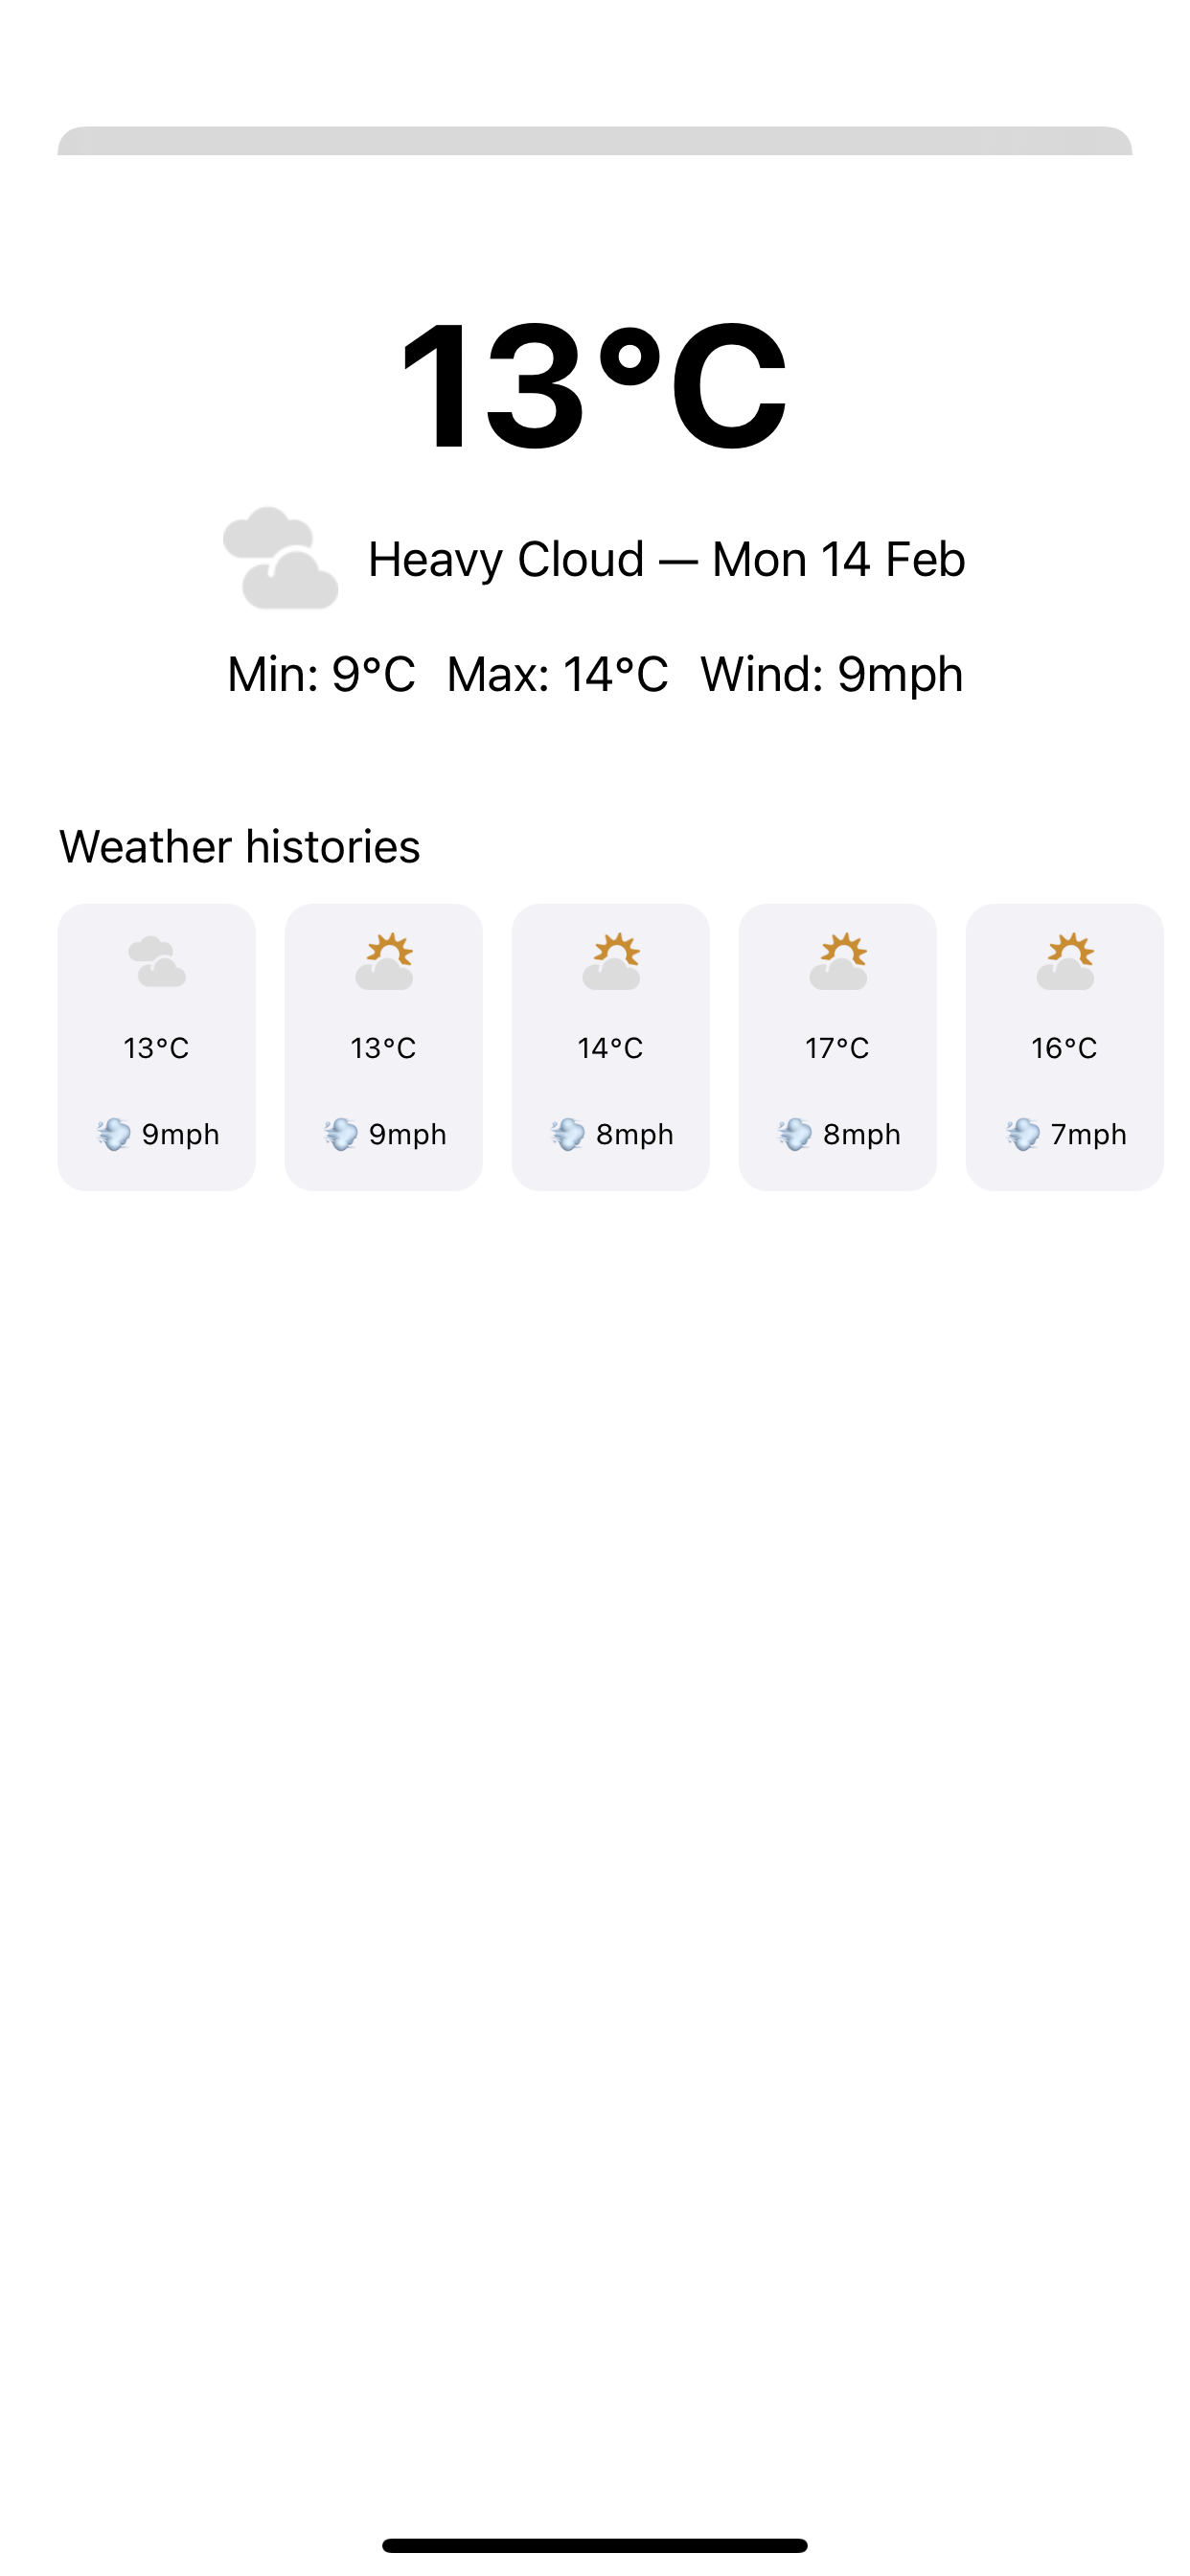 13°C
Heavy Cloud — Mon 14 Feb
Min: 9°C Max: 14°C Wind: 9mph
Weather histories
13°C 13°C 14°C 17°C 16°C
💨 9mph 💨 9mph 💨 8mph 💨 8mph 💨 7mph